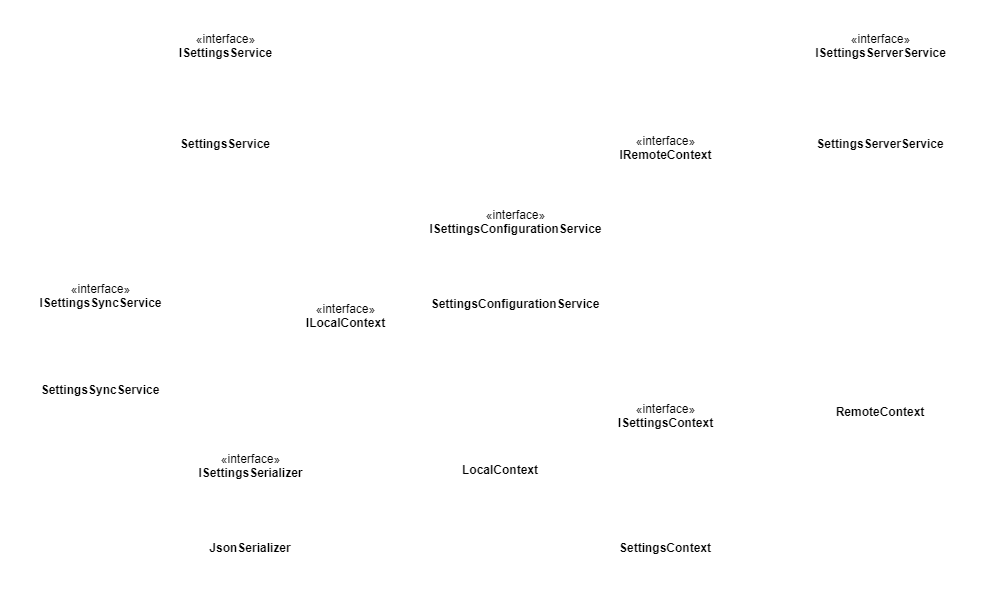 «interface»
ISettingsService
«interface»
ISettingsServerService
SettingsService
«interface»
IRemoteContext
SettingsServerService
«interface»
ISettingsConfigurationService
«interface»
ISettingsSyncService
«interface»
ILocalContext
SettingsConfigurationService
SettingsSyncService
«interface»
ISettingsContext
RemoteContext
«interface»
ISettingsSerializer
LocalContext
JsonSerializer
SettingsContext